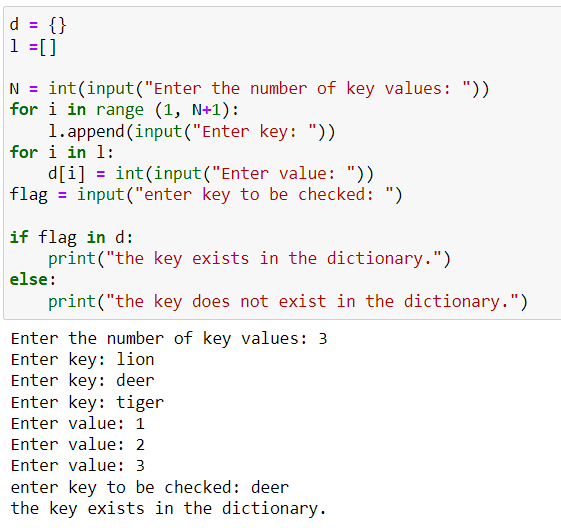 d = {}
l =[]

N = int(input("Enter the number of key values: "))
for i in range (1, N+1):
    l.append(input("Enter key: "))
for i in l:
    d[i] = int(input("Enter value: "))
flag = input("enter key to be checked: ")

if flag in d:
    print("the key exists in the dictionary.")
else:
    print("the key does not exist in the dictionary.")
Enter the number of key values: 3
Enter key: lion
Enter key: deer
Enter key: tiger
Enter value: 1
Enter value: 2
Enter value: 3
enter key to be checked: deer
the key exists in the dictionary.